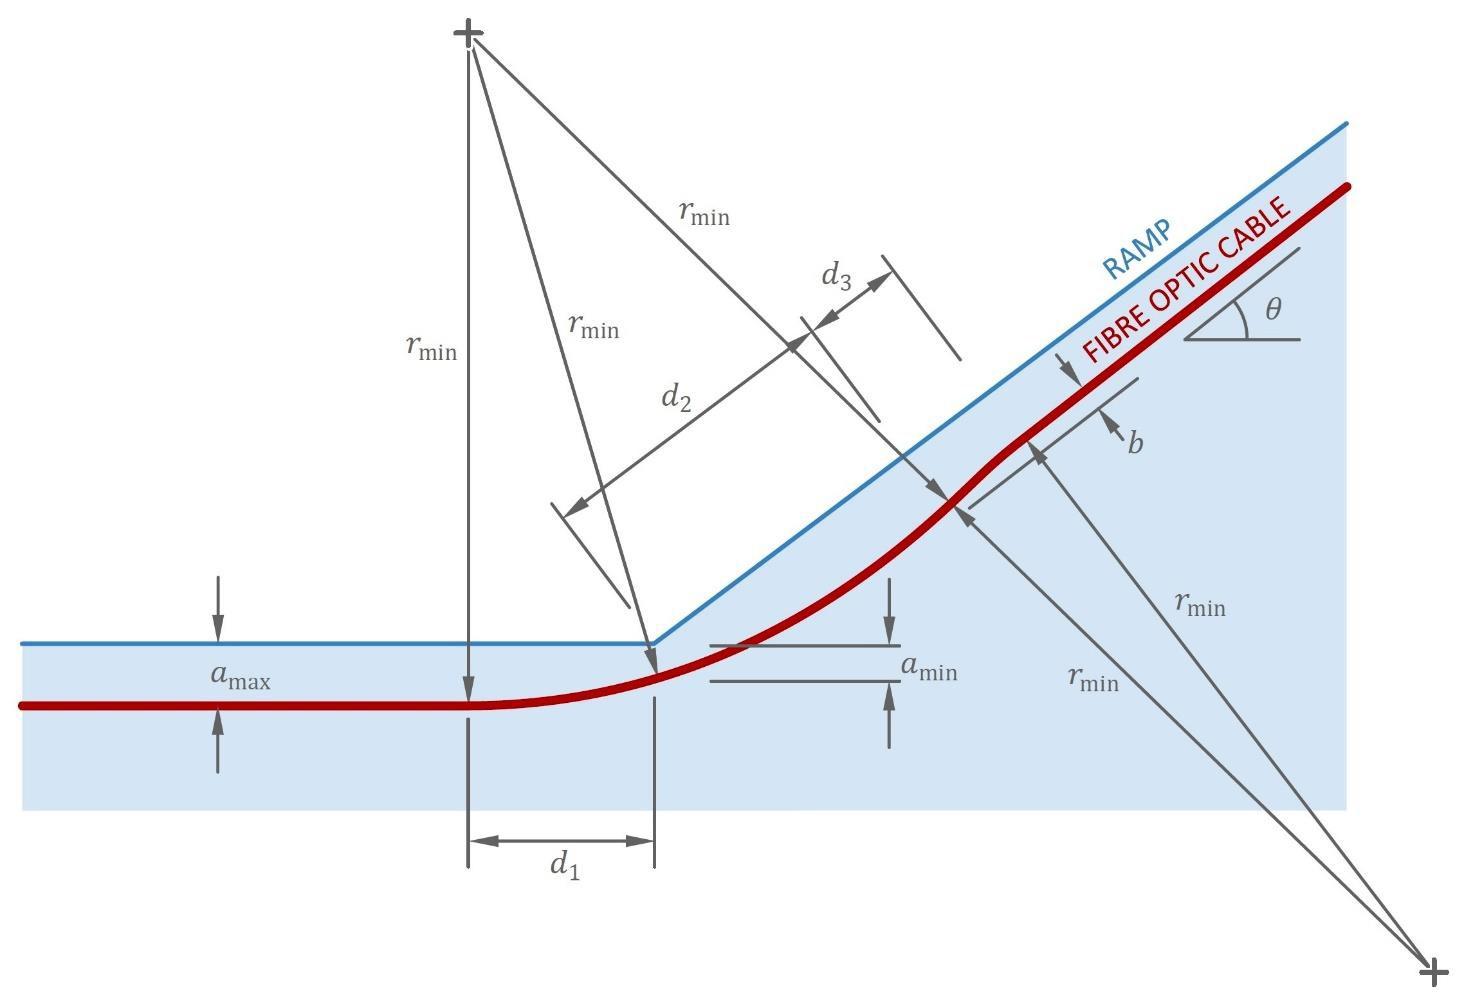 r_min
d_3
RAMP
FIBRE OPTIC CABLE
θ
r_min
r_min
d_2
b
r_min
a_max
a_min
r_min
d_1